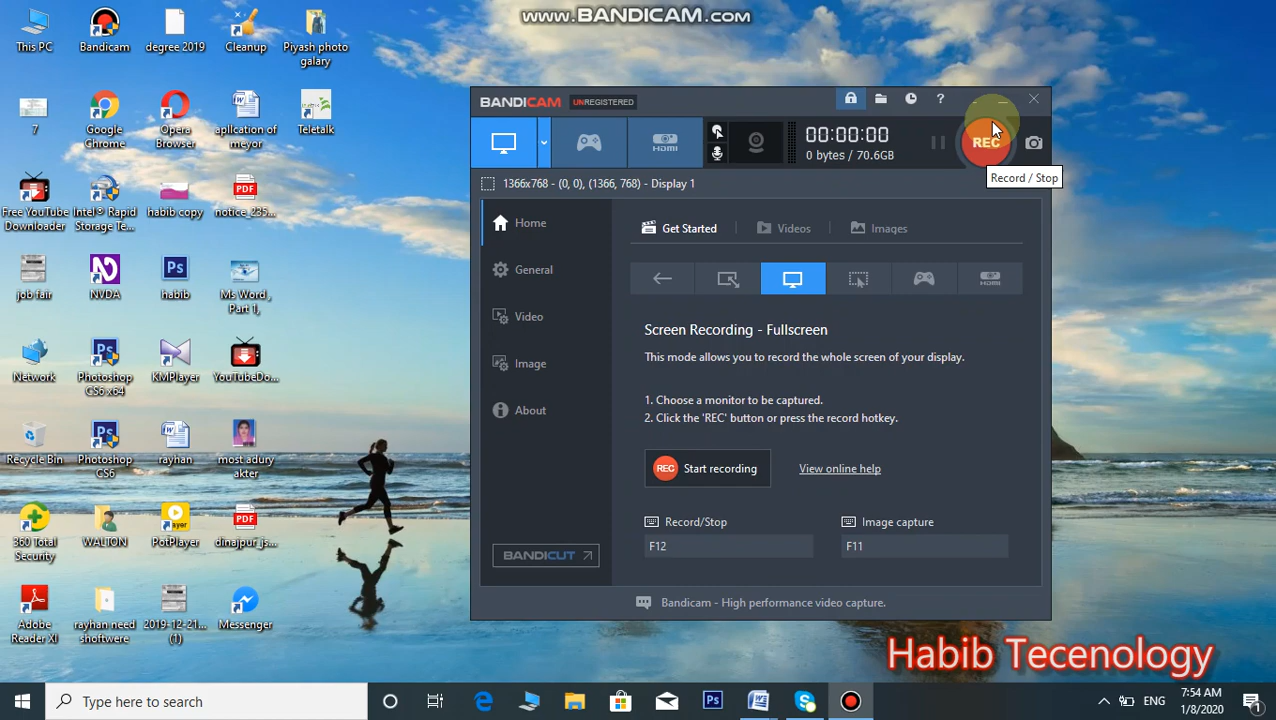 www.BANDICAM.com
This PC
Bandicam
degree 2019
Cleanup
Piyash photo galary
7
Google Chrome
Opera Browser
apllication of meyor
Teletalk
Free YouTube Downloader
Intel® Rapid Storage Te...
habib copy
notice_235...
job fair
NVDA
habib
Ms Word , Part 1,
Network
Photoshop CS6 x64
KMPlayer
YouTubeDo...
Recycle Bin
Photoshop CS6
rayhan
most adury akter
360 Total Security
WALTON
PotPlayer
dinajpur_js...
Adobe Reader XI
rayhan need shoftwere
2019-12-21... (1)
Messenger
BANDICAM UNREGISTERED
HDMI
00:00:00
0 bytes / 70.6GB
REC
Record / Stop
1366x768 - (0, 0), (1366, 768) - Display 1
Home
General
Video
Image
About
BANDICUT
Get Started
Videos
Images
HDMI
Screen Recording - Fullscreen
This mode allows you to record the whole screen of your display.
1. Choose a monitor to be captured.
2. Click the 'REC' button or press the record hotkey.
REC Start recording
View online help
Record/Stop
Image capture
F12
F11
Bandicam - High performance video capture.
Habib Tecenology
Type here to search
ENG
7:54 AM
1/8/2020